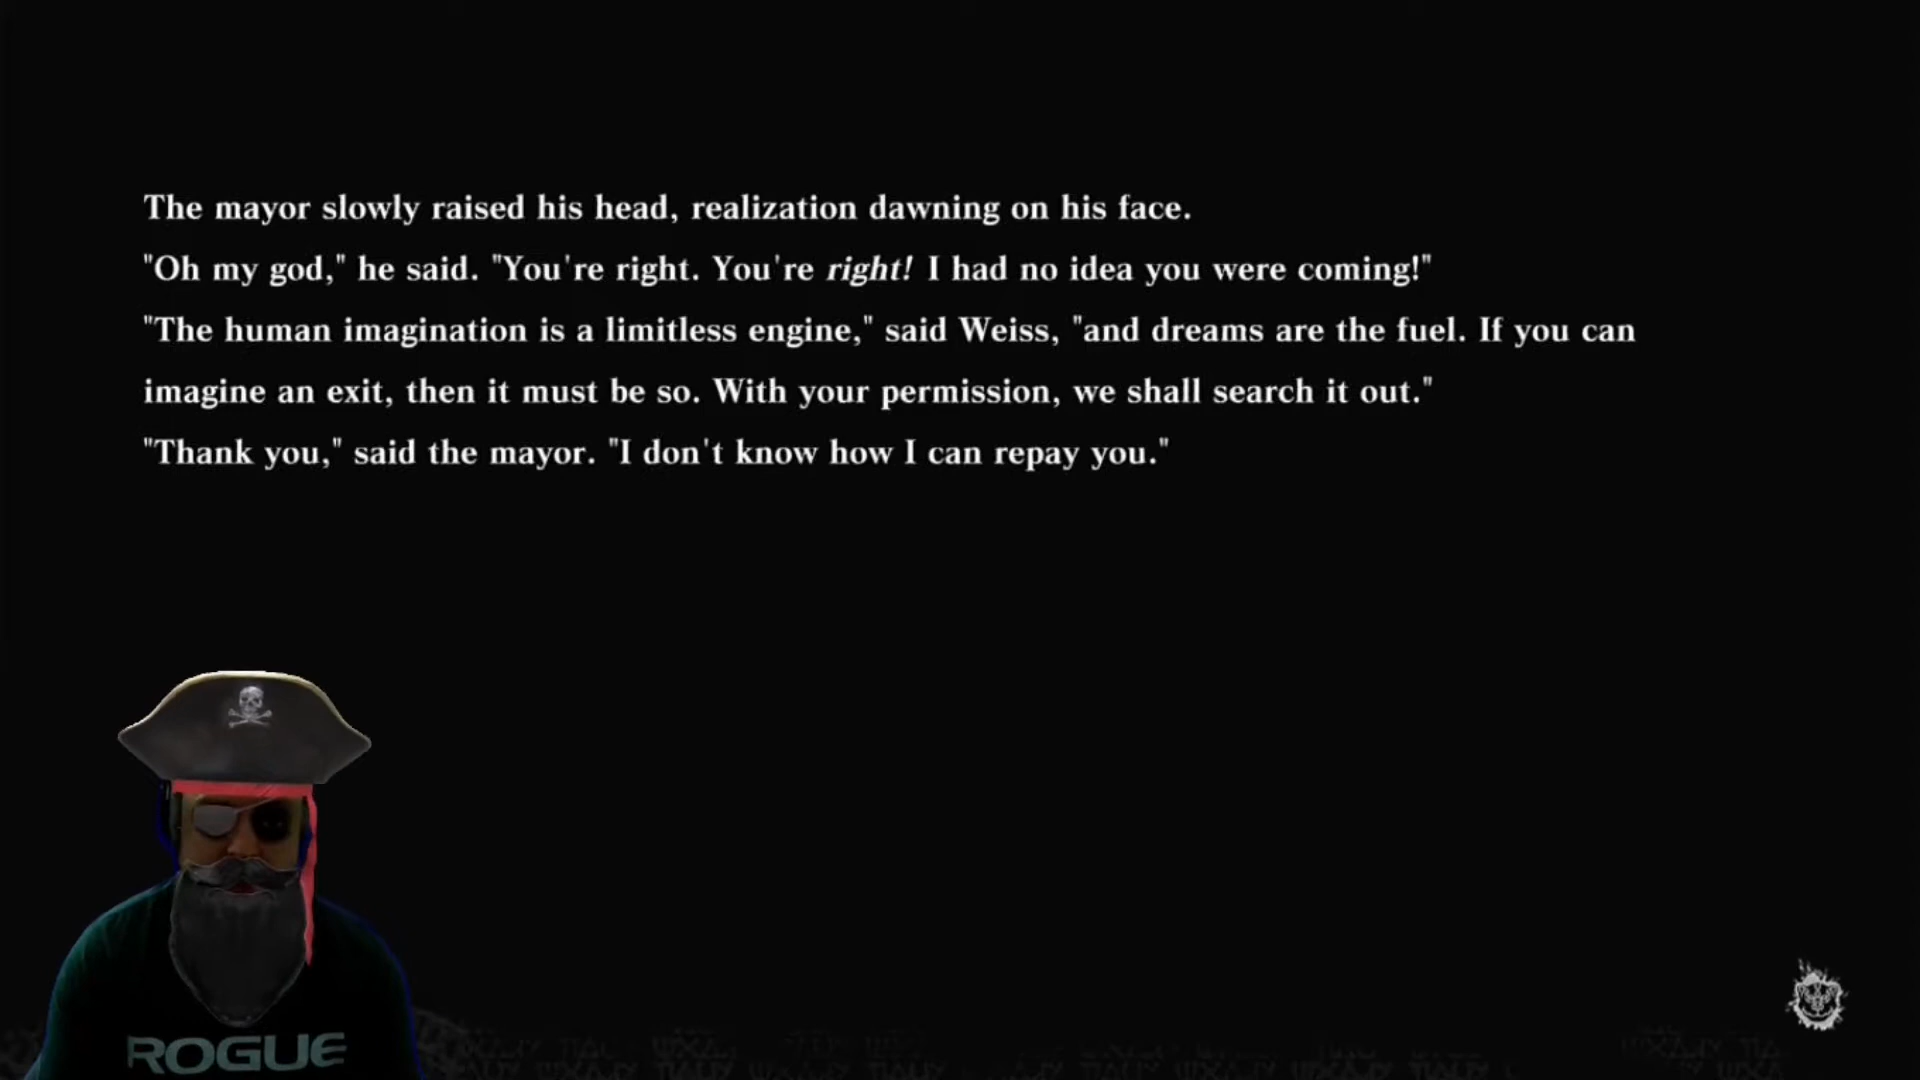 The mayor slowly raised his head, realization dawning on his face.
"Oh my god," he said. "You're right. You're right! I had no idea you were coming!"
"The human imagination is a limitless engine," said Weiss, "and dreams are the fuel. If you can
imagine an exit, then it must be so. With your permission, we shall search it out."
"Thank you," said the mayor. "I don't know how I can repay you."
ROGUE